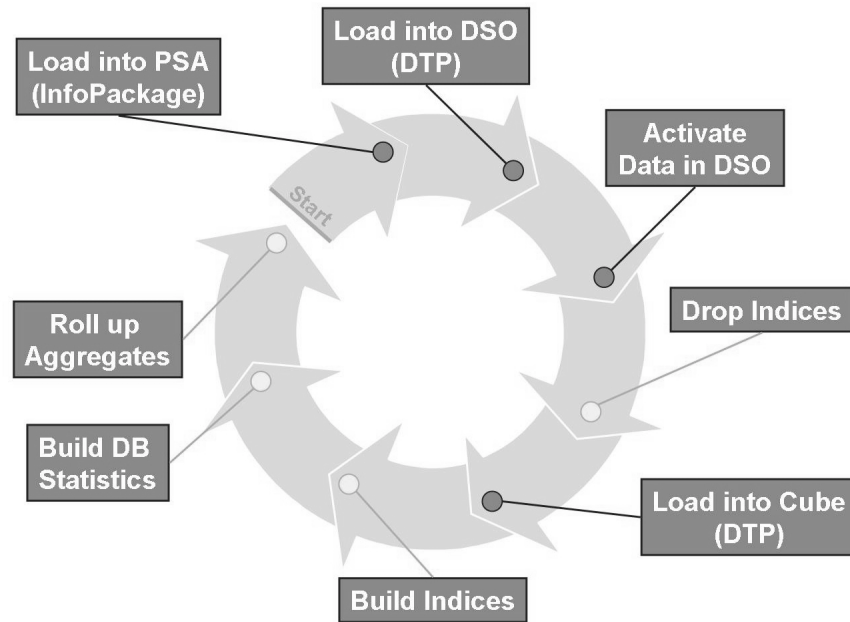 Load into PSA
(InfoPackage)
Load into DSO
(DTP)
Activate
Data in DSO
Start
Drop Indices
Roll up
Aggregates
Build DB
Statistics
Load into Cube
(DTP)
Build Indices